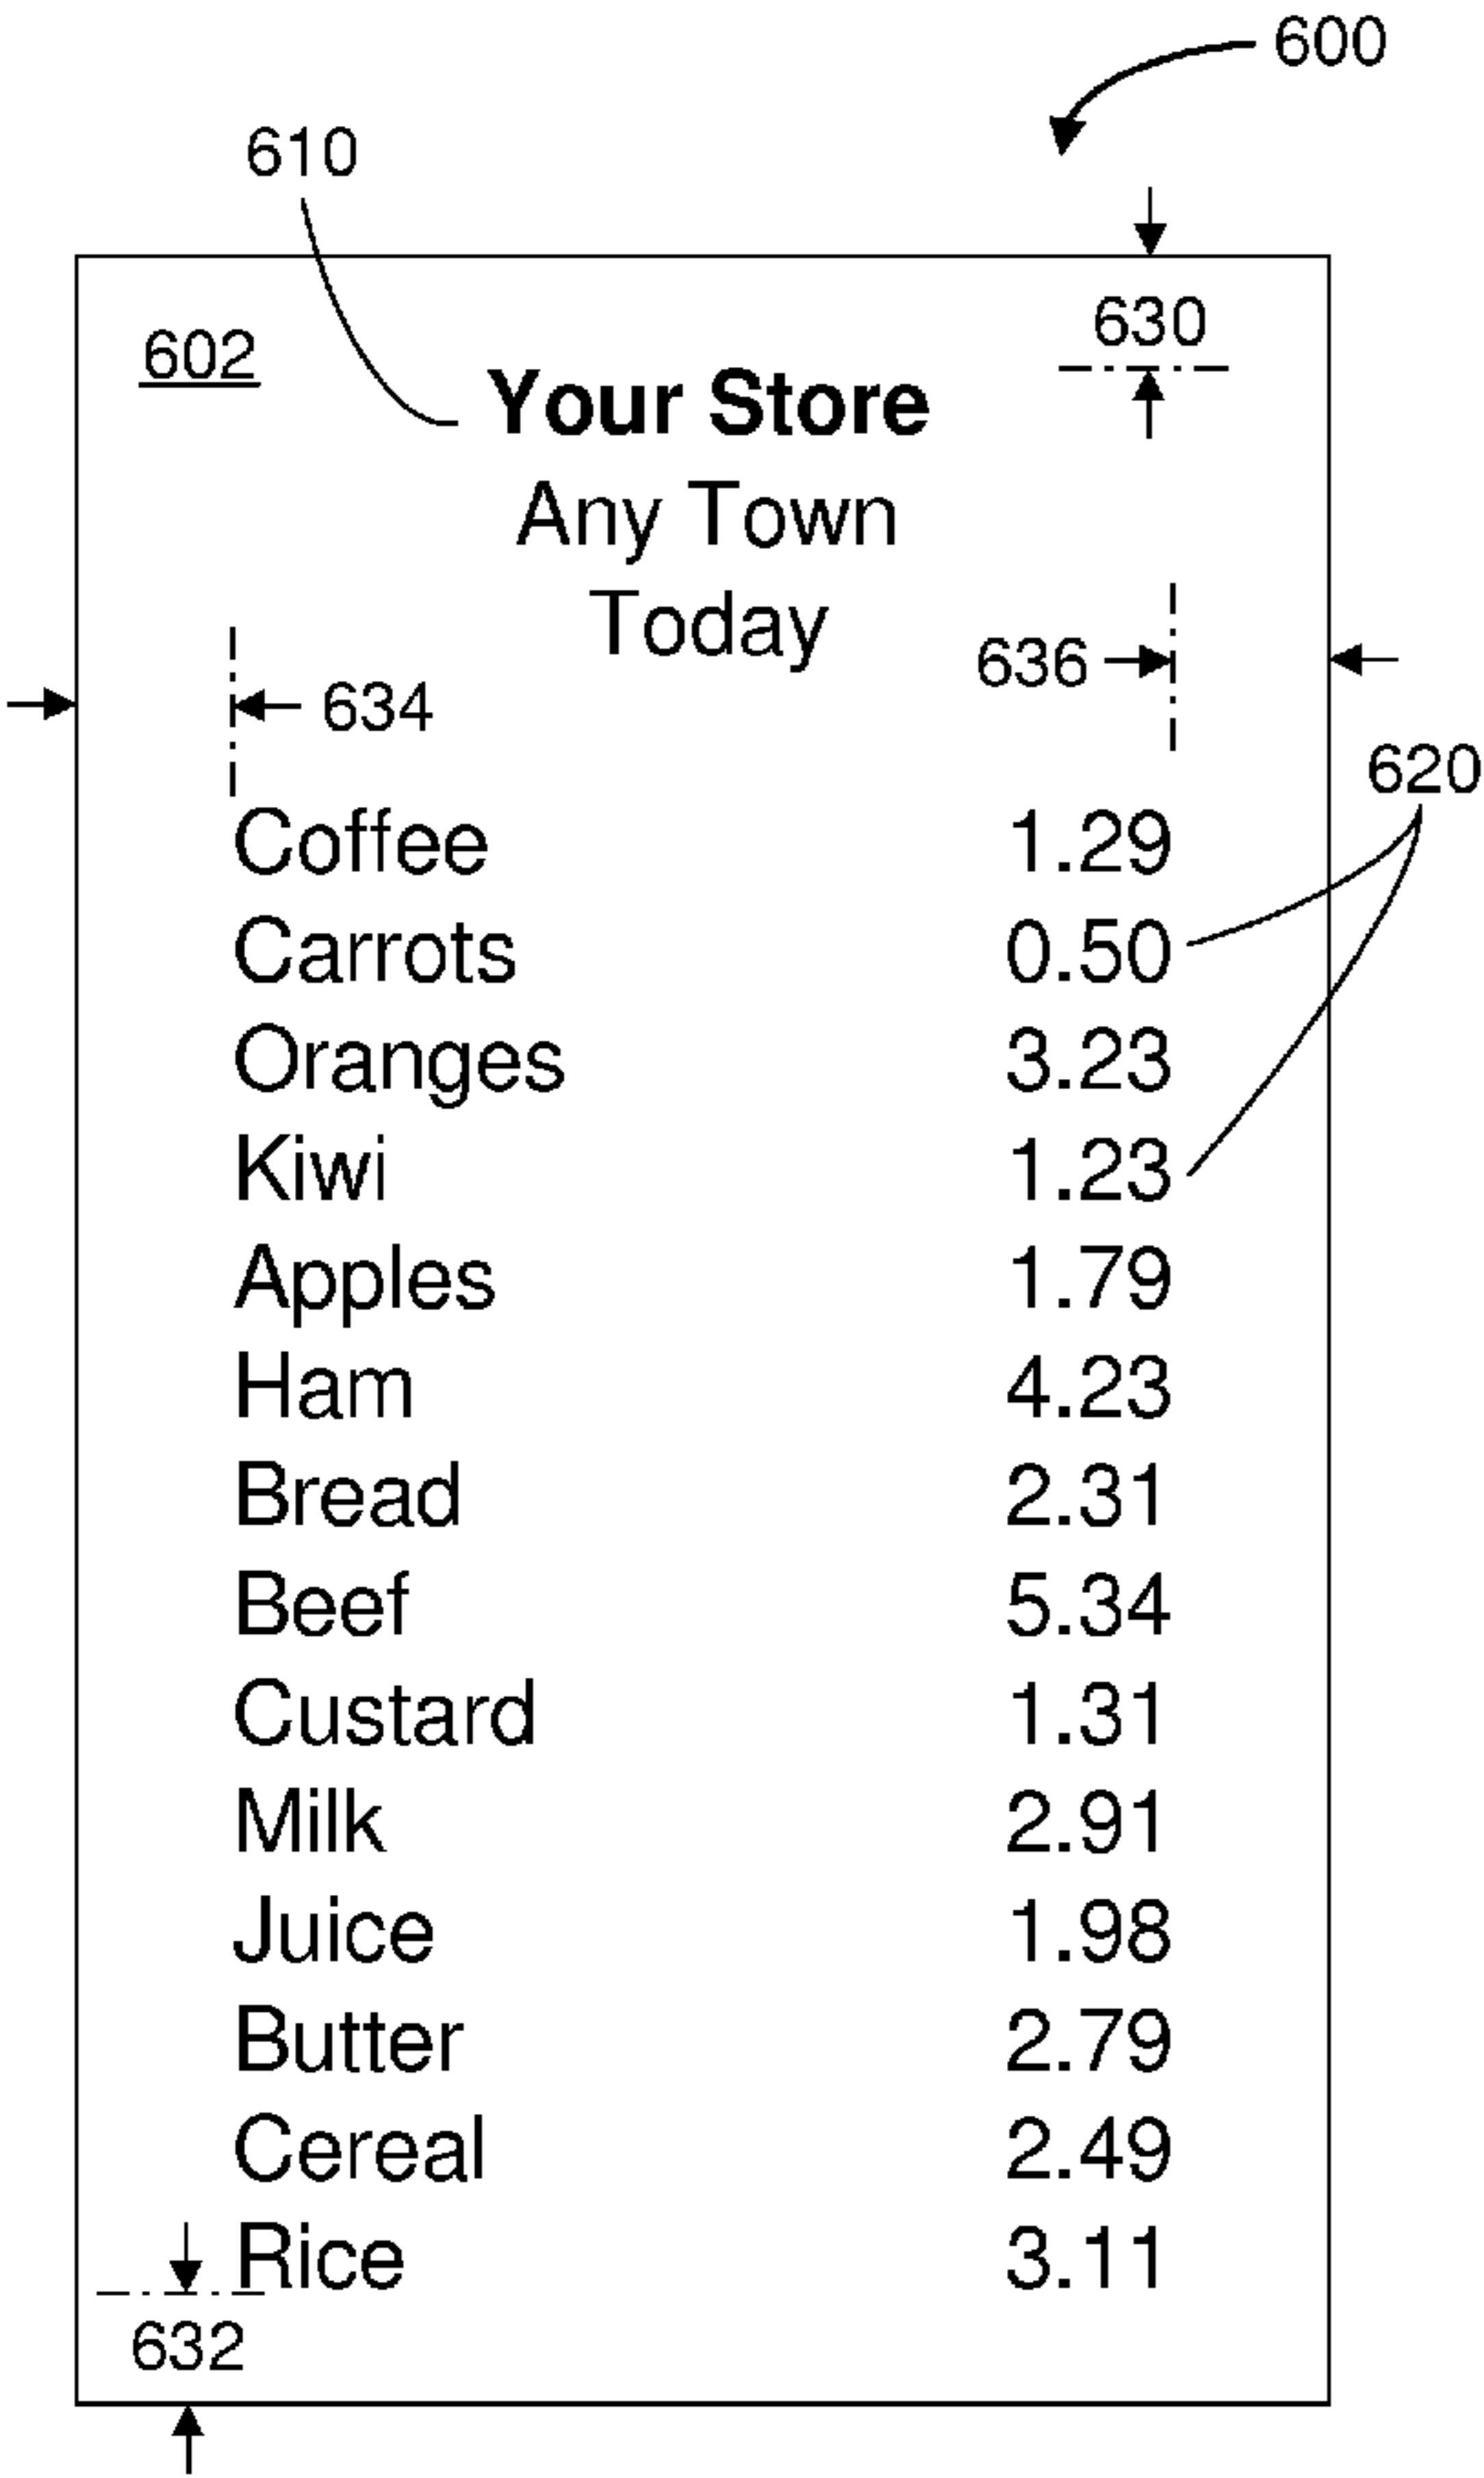 600
610
630
602
Your Store
Any Town
Today
636
634
620
Coffee 1.29
Carrots 0.50
Oranges 3.23
Kiwi 1.23
Apples 1.79
Ham 4.23
Bread 2.31
Beef 5.34
Custard 1.31
Milk 2.91
Juice 1.98
Butter 2.79
Cereal 2.49
Rice 3.11
632